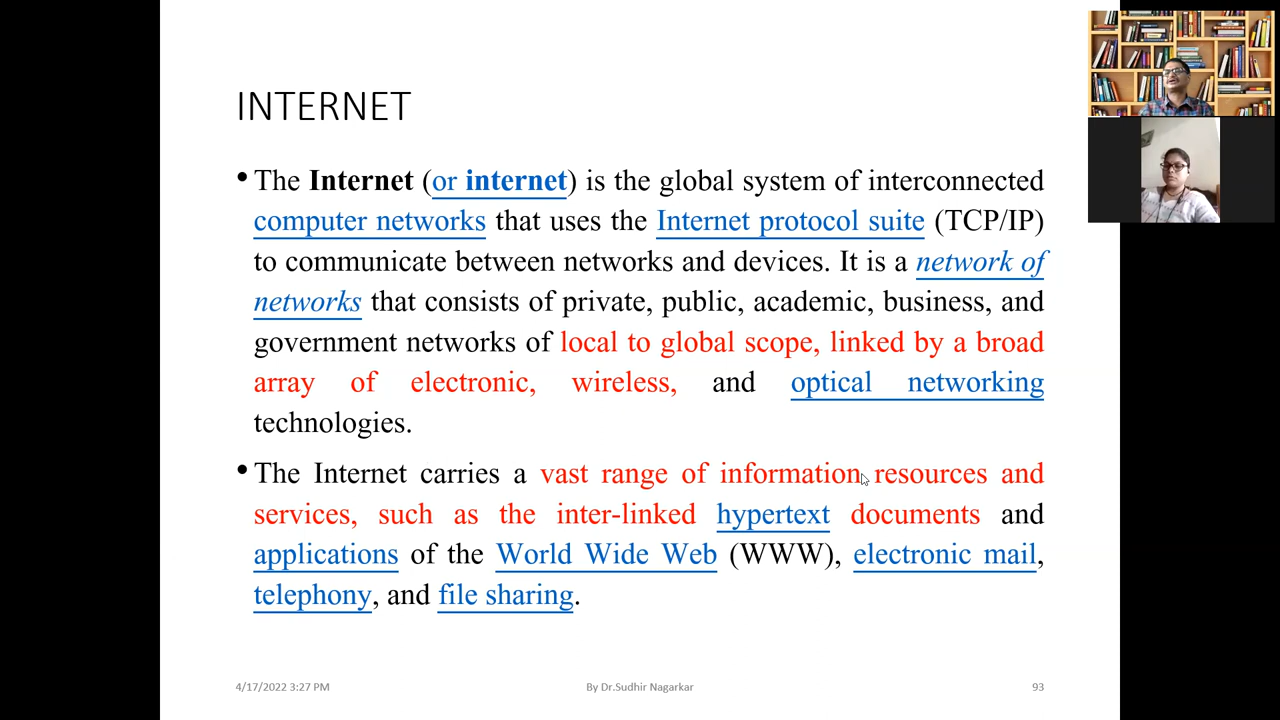 INTERNET
• The Internet (or internet) is the global system of interconnected
computer networks that uses the Internet protocol suite (TCP/IP)
to communicate between networks and devices. It is a network of
networks that consists of private, public, academic, business, and
government networks of local to global scope, linked by a broad
array of electronic, wireless, and optical networking
technologies.
• The Internet carries a vast range of information resources and
services, such as the inter-linked hypertext documents and
applications of the World Wide Web (WWW), electronic mail,
telephony, and file sharing.
4/17/2022 3:27 PM
By Dr.Sudhir Nagarkar
93